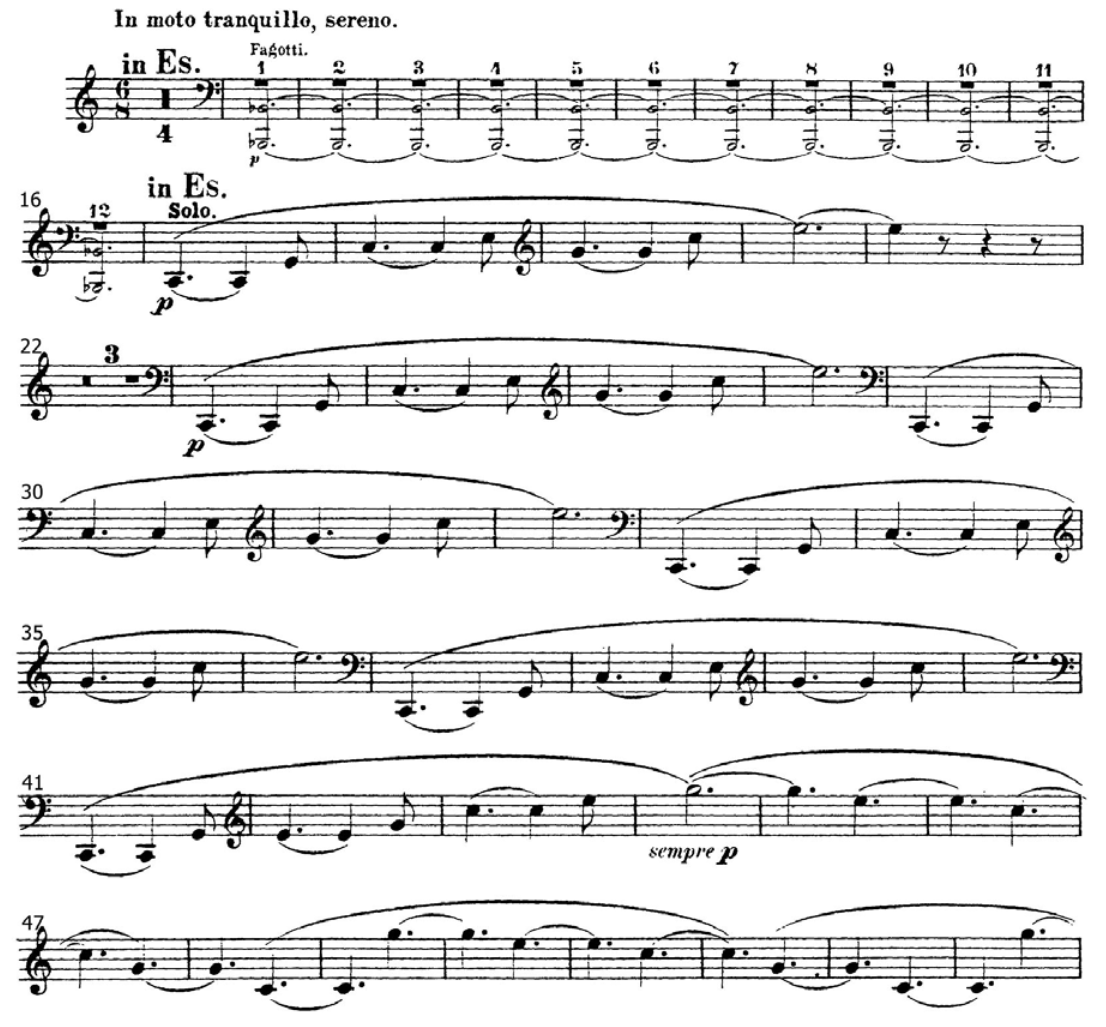 In moto tranquillo, sereno.
in Es.
Fagotti.
1 2 3 4 5 6 7 8 9 10 11
6
8
4
p
in Es.
16
12
Solo.
p
22
3
p
30
35
41
sempre p
47